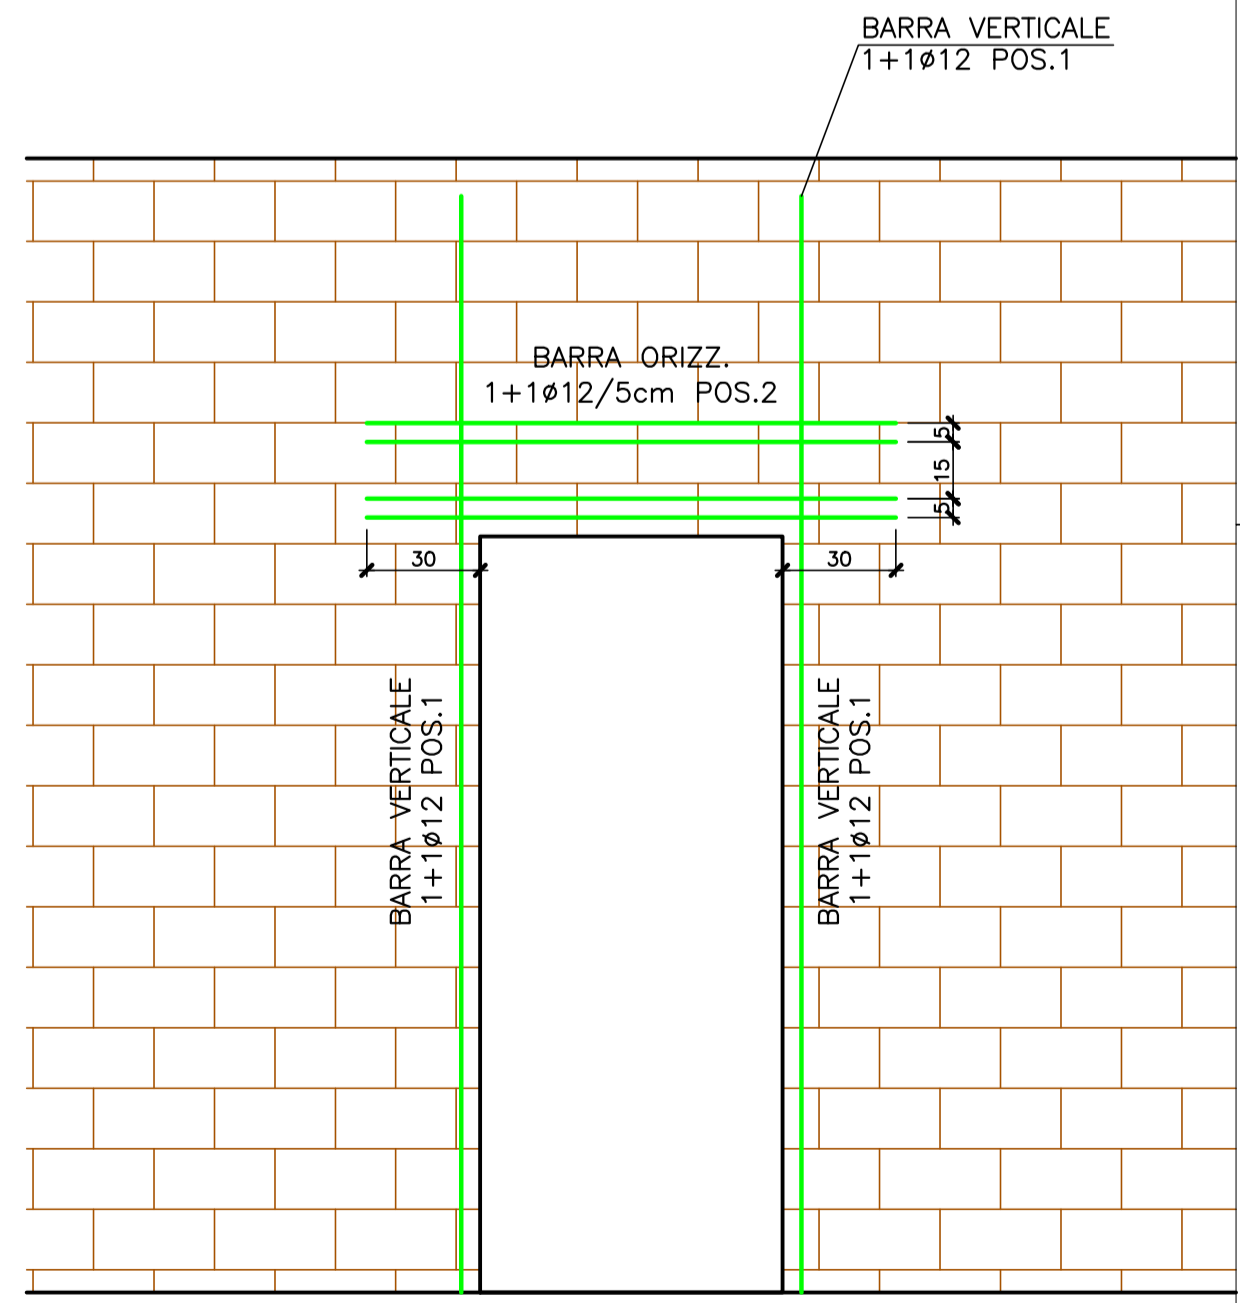 BARRA VERTICALE
1+1ø12 POS.1
BARRA ORIZZ.
1+1ø12/5cm POS.2
5
15
5
30
30
BARRA VERTICALE
1+1ø12 POS.1
BARRA VERTICALE
1+1ø12 POS.1